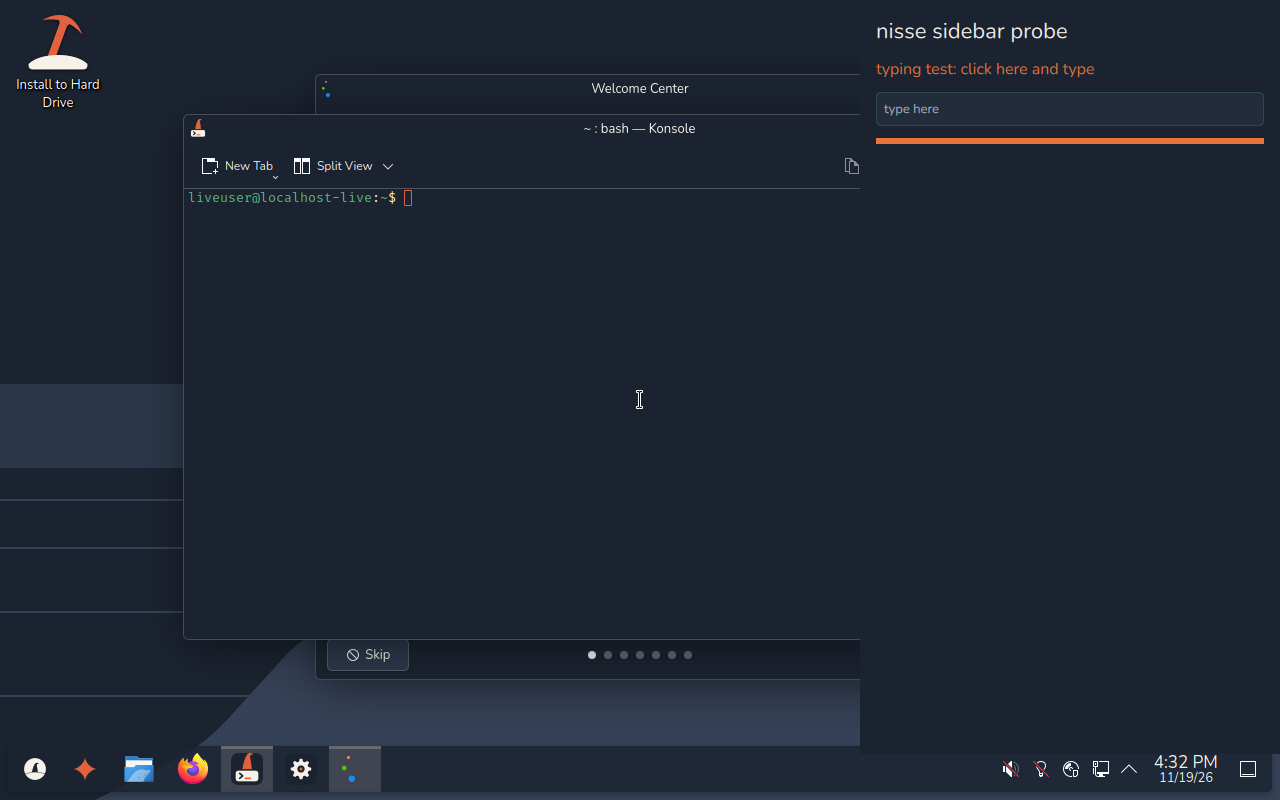 Install to Hard
Drive
Welcome Center
~ : bash — Konsole
New Tab
Split View
liveuser@localhost-live:~$
Skip
nisse sidebar probe
typing test: click here and type
type here
4:32 PM
11/19/26